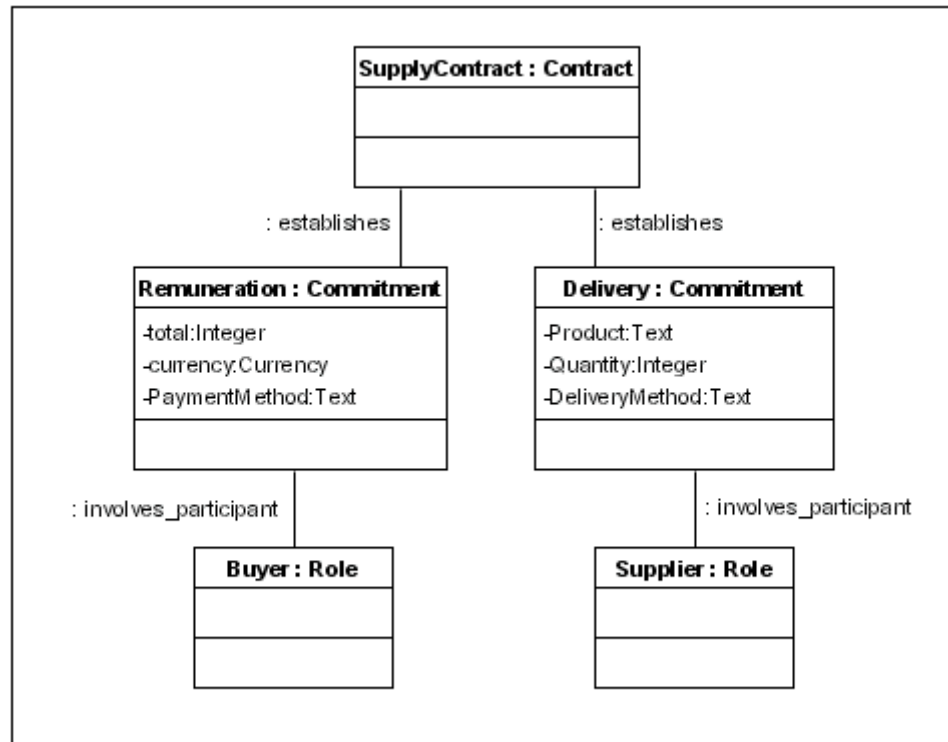 SupplyContract : Contract
: establishes
: establishes
Remuneration : Commitment
-total:Integer
-currency:Currency
-PaymentMethod:Text
Delivery : Commitment
-Product:Text
-Quantity:Integer
-DeliveryMethod:Text
: involves_participant
: involves_participant
Buyer : Role
Supplier : Role